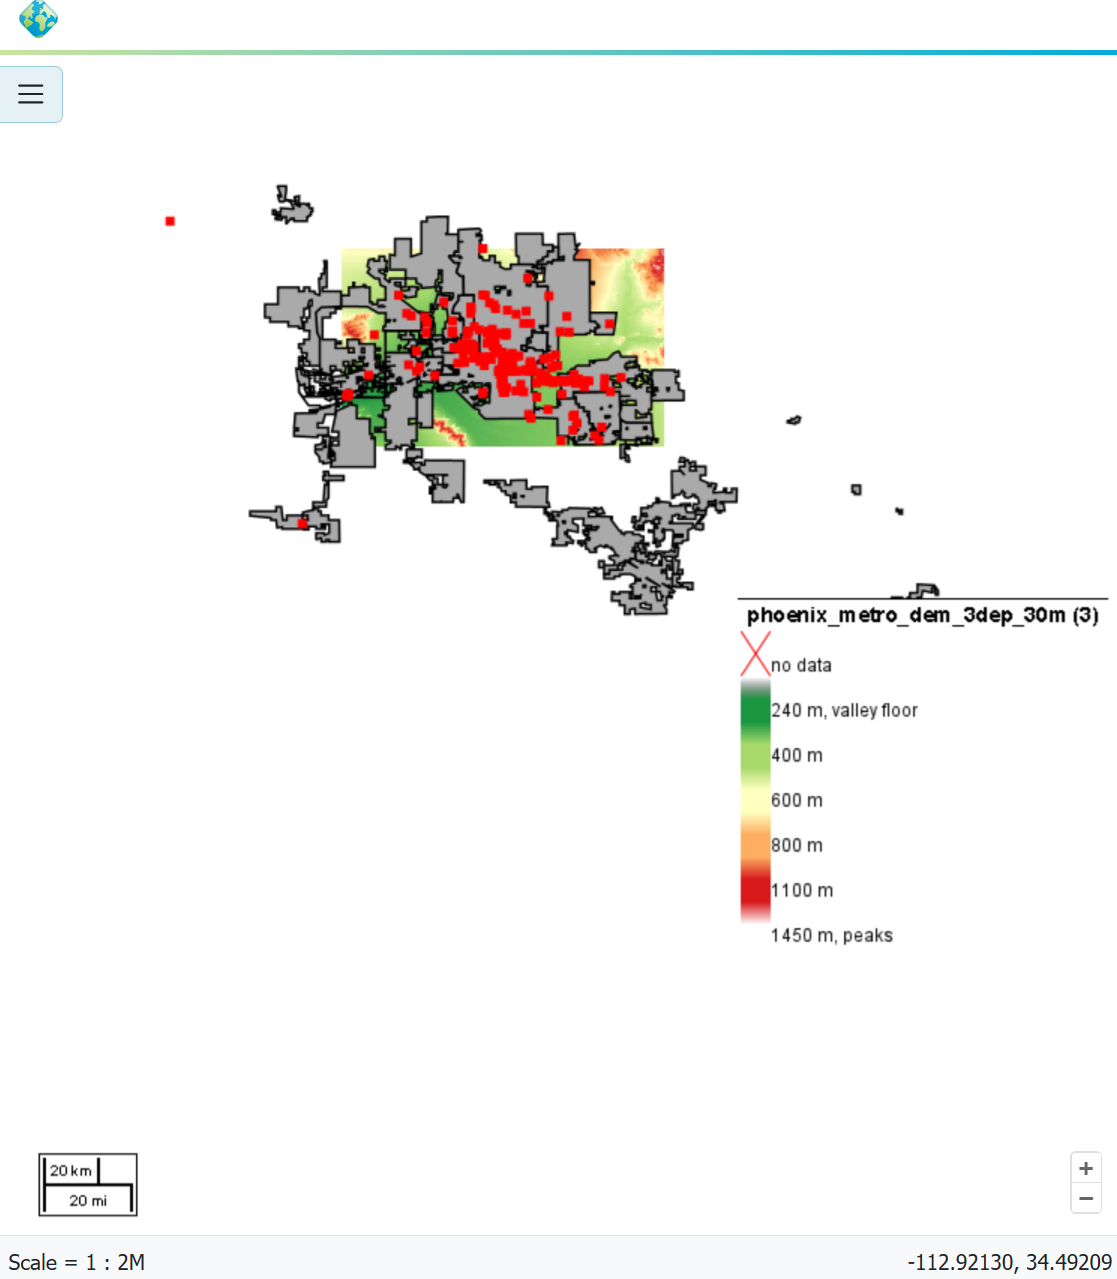 phoenix_metro_dem_3dep_30m (3)
no data
240 m, valley floor
400 m
600 m
800 m
1100 m
1450 m, peaks
20 km
20 mi
+
−
Scale = 1 : 2M
-112.92130, 34.49209